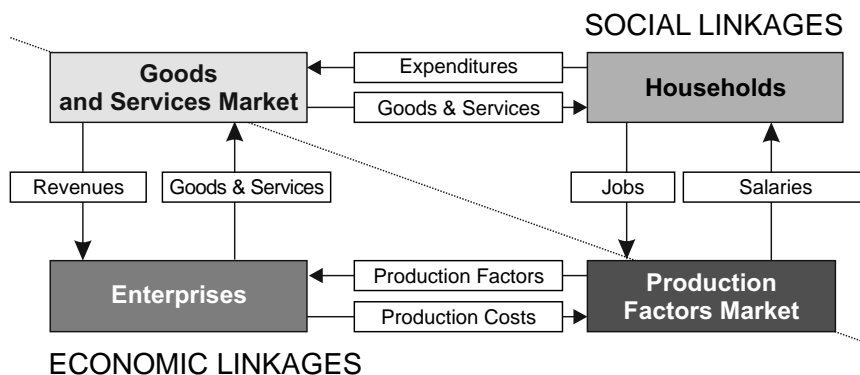 SOCIAL LINKAGES
Goods
and Services Market
Expenditures
Goods & Services
Households
Revenues
Goods & Services
Jobs
Salaries
Enterprises
Production Factors
Production Costs
Production
Factors Market
ECONOMIC LINKAGES